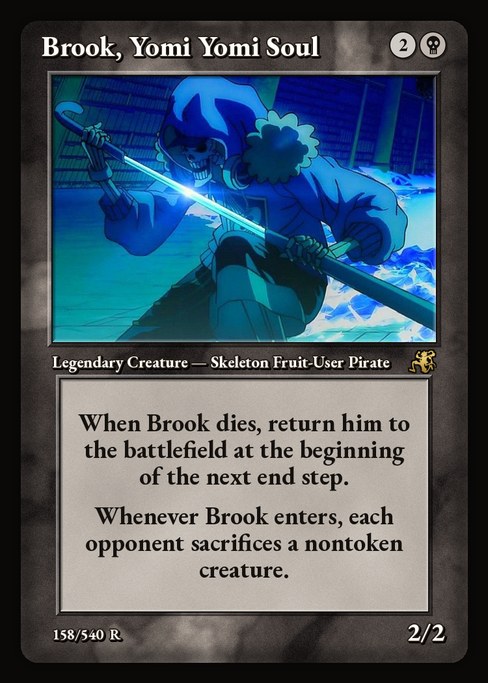 Brook, Yomi Yomi Soul 2
Legendary Creature — Skeleton Fruit-User Pirate
When Brook dies, return him to
the battlefield at the beginning
of the next end step.
Whenever Brook enters, each
opponent sacrifices a nontoken
creature.
158/540 R 2/2